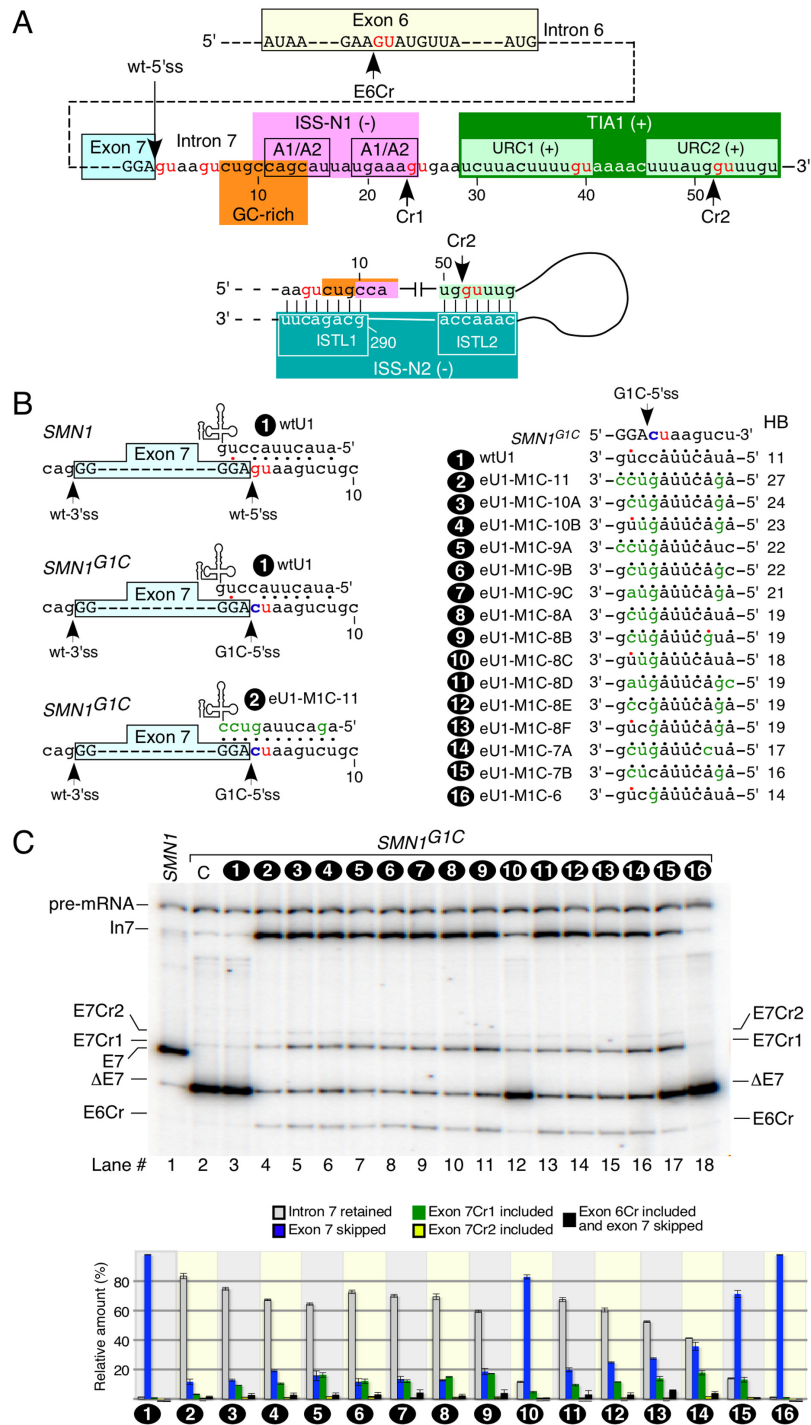 A
Exon 6
5' AUAA GAAGUAUGUUA AUG Intron 6
E6Cr
wt-5'ss
Exon 7 Intron 7 ISS-N1 (-) TIA1 (+)
A1/A2 A1/A2 URC1 (+) URC2 (+)
GGAguaagucugccagcauuaugaaagugaaucuuacuuuuguaaaacuuuaugguuugu 3'
10 20 30 40 50
GC-rich Cr1 Cr2
Cr2
10 50
5' aagucugcca ugguuug
3' uucagacg accaaac
ISTL1 290 ISTL2
ISS-N2 (-)
B
SMN1
1 wtU1
guccauucaua-5'
Exon 7
cagGG GGAguaagucugc
10
wt-3'ss wt-5'ss
SMN1G1C
1 wtU1
guccauucaua-5'
Exon 7
cagGG GGAcuaagucugc
10
wt-3'ss G1C-5'ss
SMN1G1C
2 eU1-M1C-11
ccugauucaga-5'
Exon 7
cagGG GGAcuaagucugc
10
wt-3'ss G1C-5'ss
G1C-5'ss
HB
SMN1G1C 5'-GGAcuaagucu-3'
1 wtU1 3'-guccauucaua-5' 11
2 eU1-M1C-11 3'-ccugauucaga-5' 27
3 eU1-M1C-10A 3'-cugauucaga-5' 24
4 eU1-M1C-10B 3'-guugauucaga-5' 23
5 eU1-M1C-9A 3'-ccugauucauc-5' 22
6 eU1-M1C-9B 3'-cugauucagc-5' 22
7 eU1-M1C-9C 3'-augauucaga-5' 21
8 eU1-M1C-8A 3'-cugauucaua-5' 19
9 eU1-M1C-8B 3'-cugauucgua-5' 19
10 eU1-M1C-8C 3'-guugauucaua-5' 18
11 eU1-M1C-8D 3'-augauucagc-5' 19
12 eU1-M1C-8E 3'-gccgauucaga-5' 19
13 eU1-M1C-8F 3'-gucgauucaga-5' 19
14 eU1-M1C-7A 3'-cugauuccua-5' 17
15 eU1-M1C-7B 3'-gcucauucaga-5' 16
16 eU1-M1C-6 3'-gucgauucaua-5' 14
C
SMN1 SMN1G1C
C 1 2 3 4 5 6 7 8 9 10 11 12 13 14 15 16
pre-mRNA
In7
E7Cr2 E7Cr2
E7Cr1 E7Cr1
E7
ΔE7 ΔE7
E6Cr E6Cr
Lane # 1 2 3 4 5 6 7 8 9 10 11 12 13 14 15 16 17 18
Intron 7 retained Exon 7Cr1 included Exon 6Cr included
Exon 7 skipped Exon 7Cr2 included and exon 7 skipped
Relative amount (%)
80
60
40
20
1 2 3 4 5 6 7 8 9 10 11 12 13 14 15 16